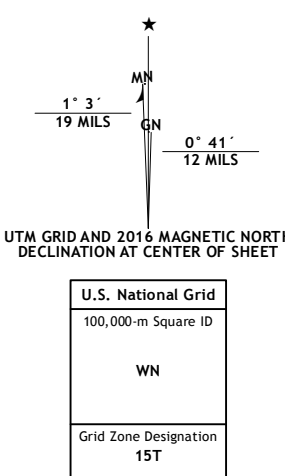 ★
MN
1° 3´
19 MILS
GN
0° 41´
12 MILS
UTM GRID AND 2016 MAGNETIC NORTH
DECLINATION AT CENTER OF SHEET
U.S. National Grid
100,000-m Square ID
WN
Grid Zone Designation
15T